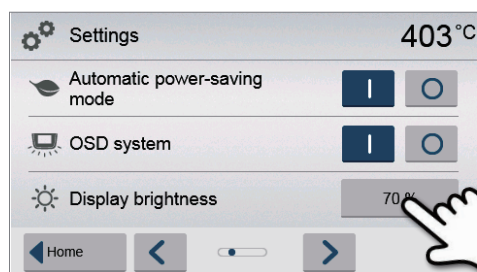 Settings
403°C
Automatic power-saving
mode
I
O
OSD system
I
O
Display brightness
70 %
Home